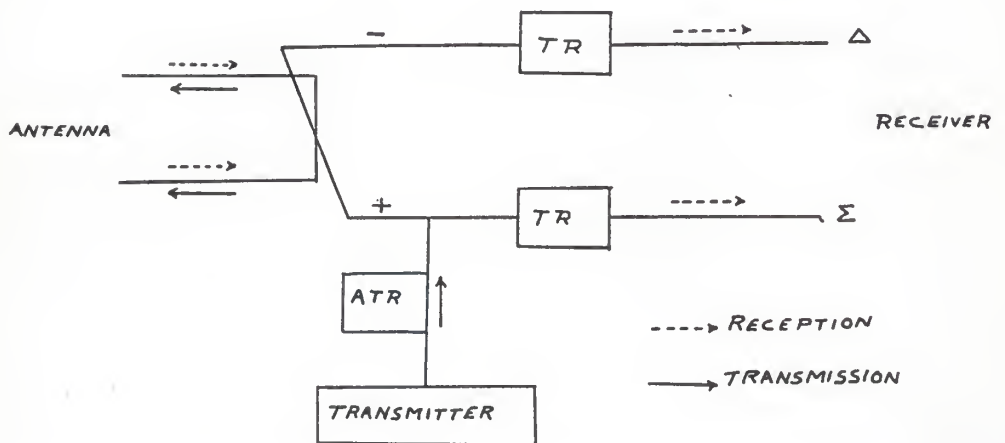 -
TR
Δ
ANTENNA
RECEIVER
+
TR
Σ
ATR
RECEPTION
TRANSMISSION
TRANSMITTER